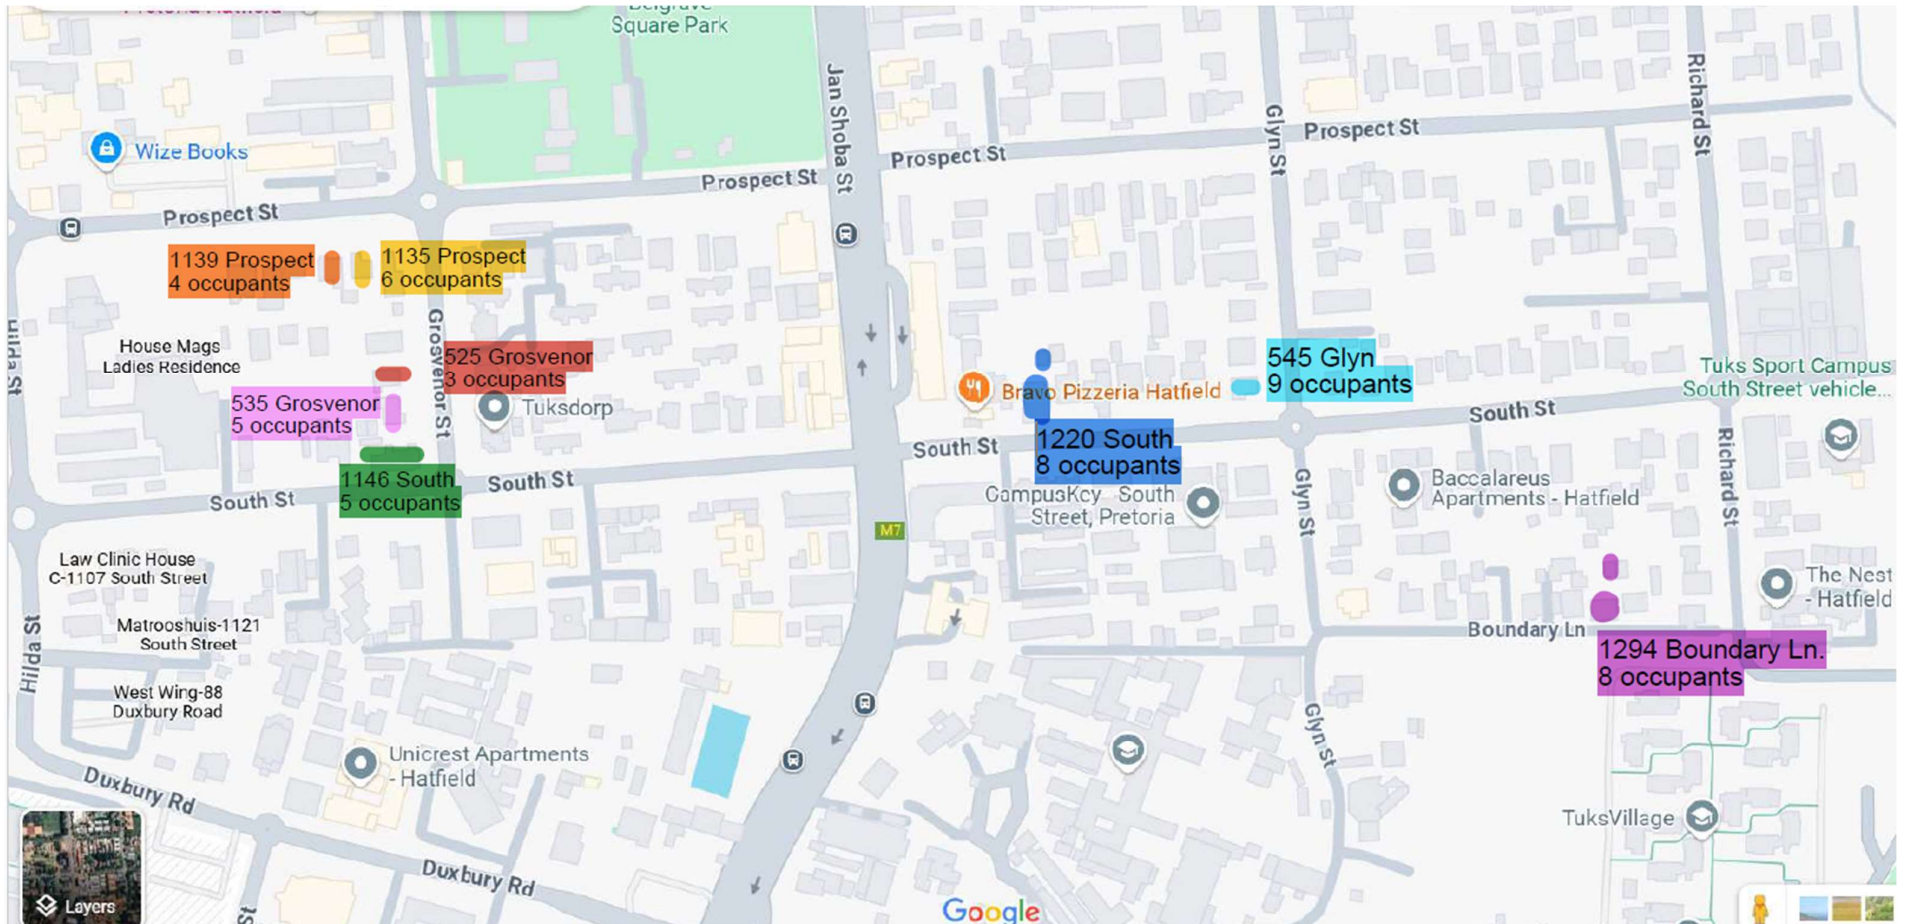 Square Park
Jan Shoba St
Glyn St
Richard St
Wize Books
Prospect St
Prospect St
Prospect St
Prospect St
1139 Prospect
4 occupants
1135 Prospect
6 occupants
House Mags
Ladies Residence
Grosvenor St
525 Grosvenor
3 occupants
535 Grosvenor
5 occupants
Tuksdorp
Bravo Pizzeria Hatfield
545 Glyn
9 occupants
Tuks Sport Campus
South Street vehicle...
South St
1220 South
8 occupants
South St
1146 South
5 occupants
South St
South St
CampusKey South
Street, Pretoria
Glyn St
Baccalareus
Apartments - Hatfield
Richard St
M7
Law Clinic House
C-1107 South Street
Matrooshuis-1121
South Street
Hilda St
West Wing-88
Duxbury Road
The Nest
- Hatfield
Boundary Ln
1294 Boundary Ln.
8 occupants
Glyn St
Unicrest Apartments
- Hatfield
Duxbury Rd
TuksVillage
Duxbury Rd
Layers
Google